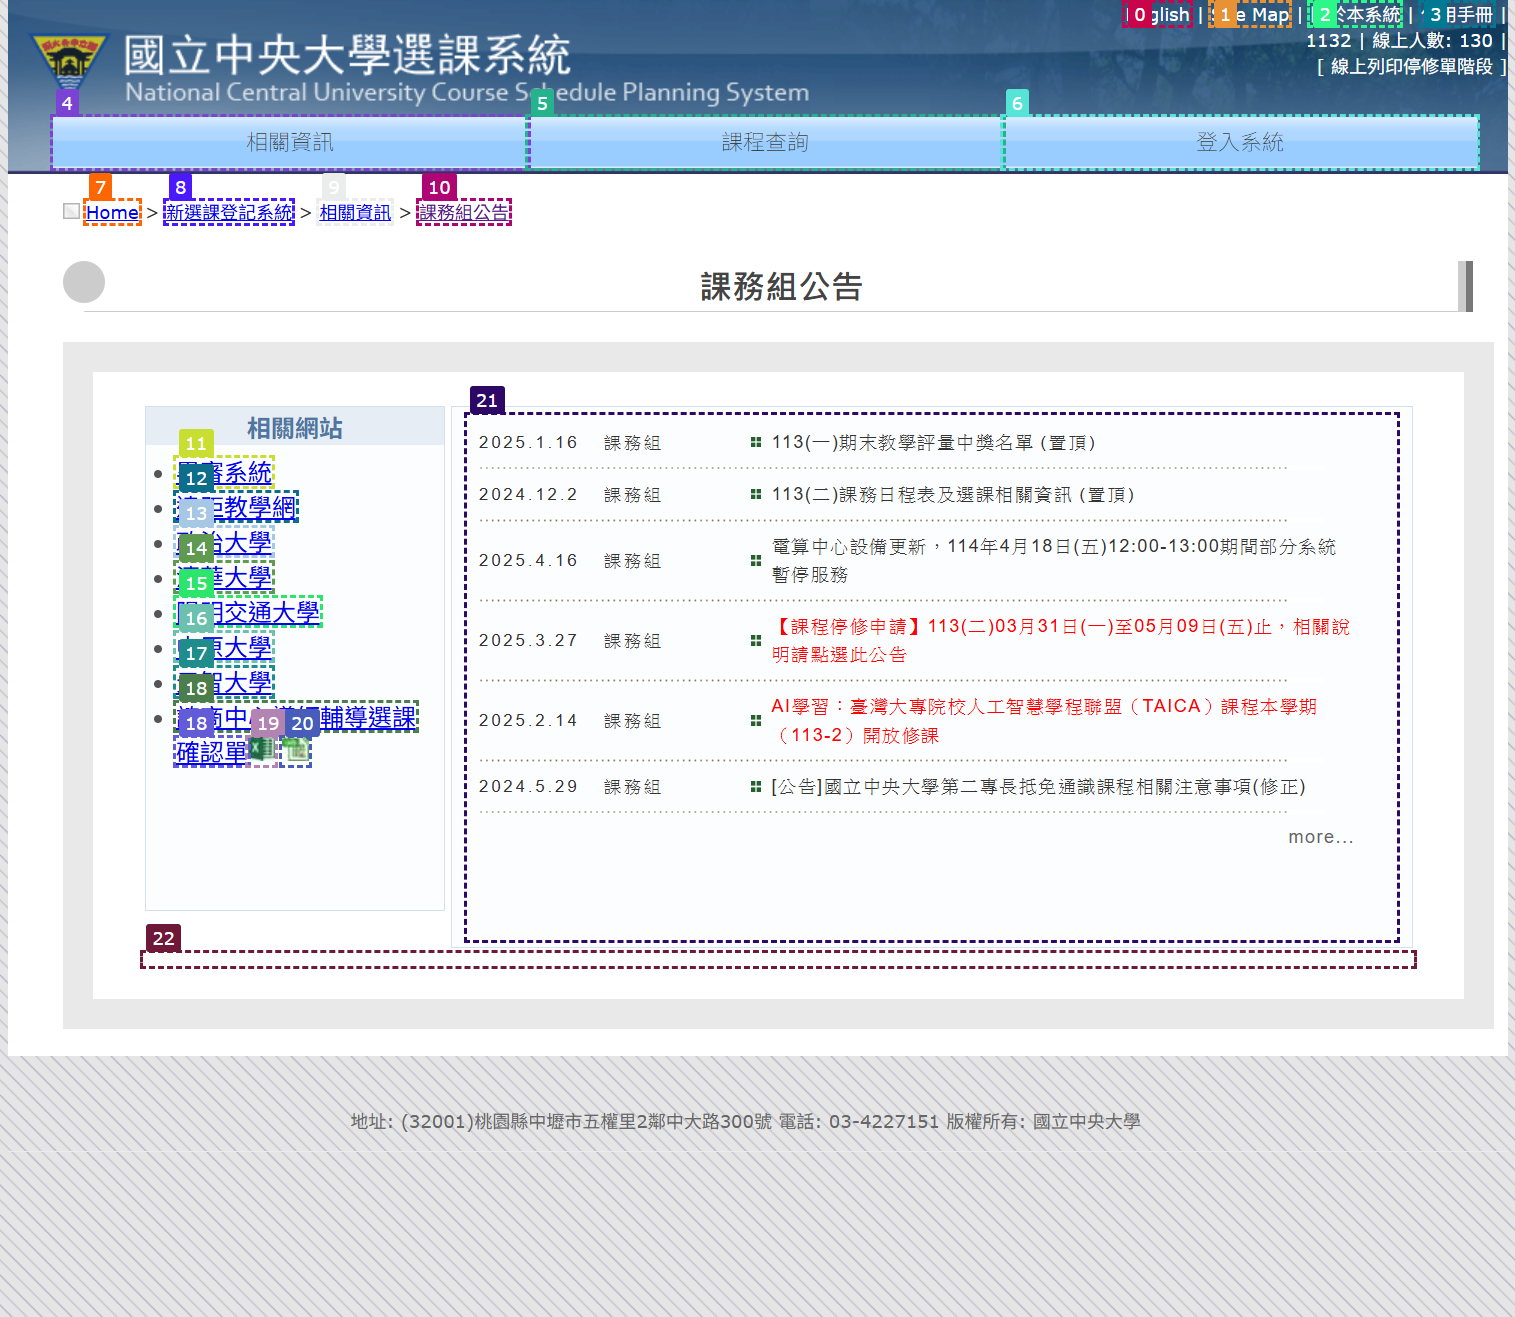 0 glish | 1 e Map | 2 於本系統 | 3 用手冊 |
1132 | 線上人數: 130 |
[ 線上列印停修單階段 ]
國立中央大學選課系統
National Central University Course Schedule Planning System
4 5 6
相關資訊 課程查詢 登入系統
7 8 9 10
Home > 新選課登記系統 > 相關資訊 > 課務組公告
課務組公告
相關網站
11
系統
12
教學網
13
大學
14
大學
15
交通大學
16
大學
17
大學
18
輔導選課
18 19 20
確認單
21
2025.1.16 課務組 113(一)期末教學評量中獎名單 (置頂)
2024.12.2 課務組 113(二)課務日程表及選課相關資訊 (置頂)
2025.4.16 課務組 電算中心設備更新，114年4月18日(五)12:00-13:00期間部分系統
暫停服務
2025.3.27 課務組 【課程停修申請】113(二)03月31日(一)至05月09日(五)止，相關說
明請點選此公告
2025.2.14 課務組 AI學習：臺灣大專院校人工智慧學程聯盟（TAICA）課程本學期
（113-2）開放修課
2024.5.29 課務組 [公告]國立中央大學第二專長抵免通識課程相關注意事項(修正)
more...
22
地址: (32001)桃園縣中壢市五權里2鄰中大路300號 電話: 03-4227151 版權所有: 國立中央大學